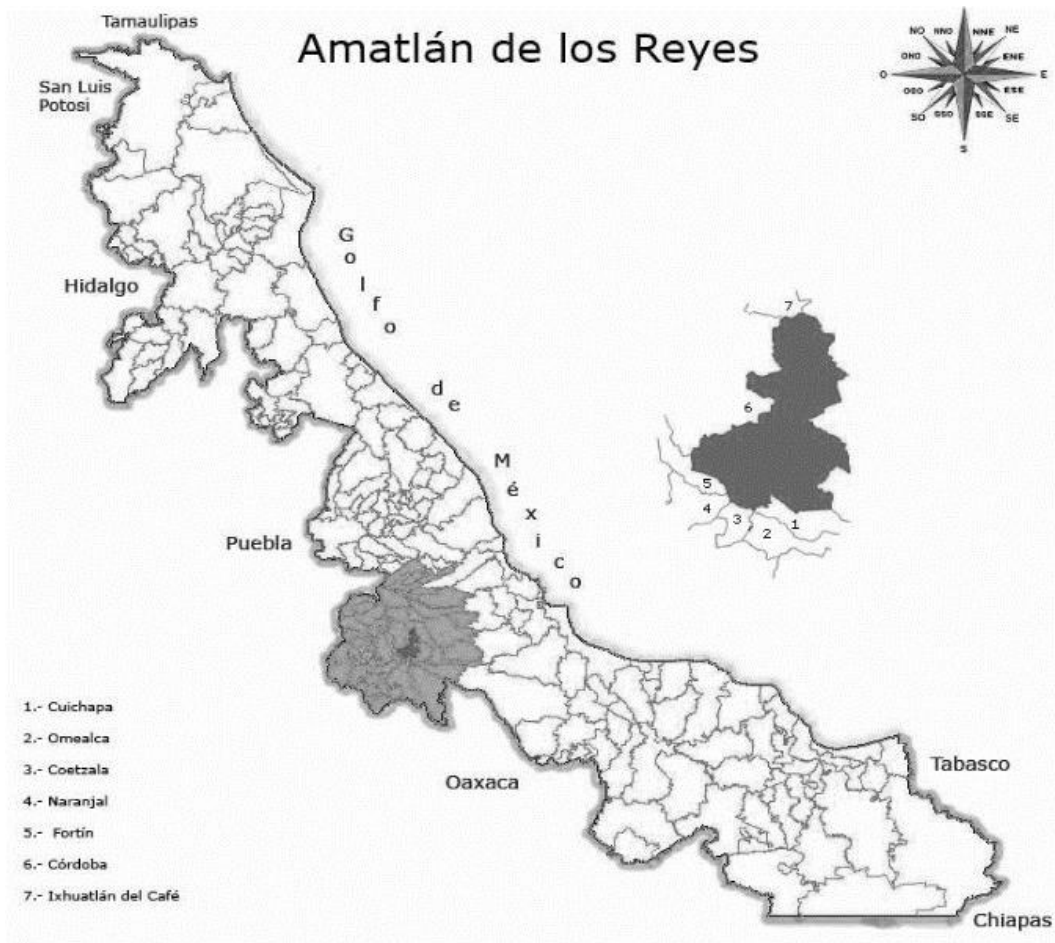 Tamaulipas
Amatlán de los Reyes
San Luis
Potosi
NO NNO N NNE NE
ONO ENE
O E
OSO ESE
SO SSO SSE SE
S
Golfo
de
México
Hidalgo
7
6
5
4
3
2
1
Puebla
1.- Cuichapa
2.- Omealca
3.- Coetzala
4.- Naranjal
5.- Fortín
6.- Córdoba
7.- Ixhuatlán del Café
Oaxaca
Tabasco
Chiapas